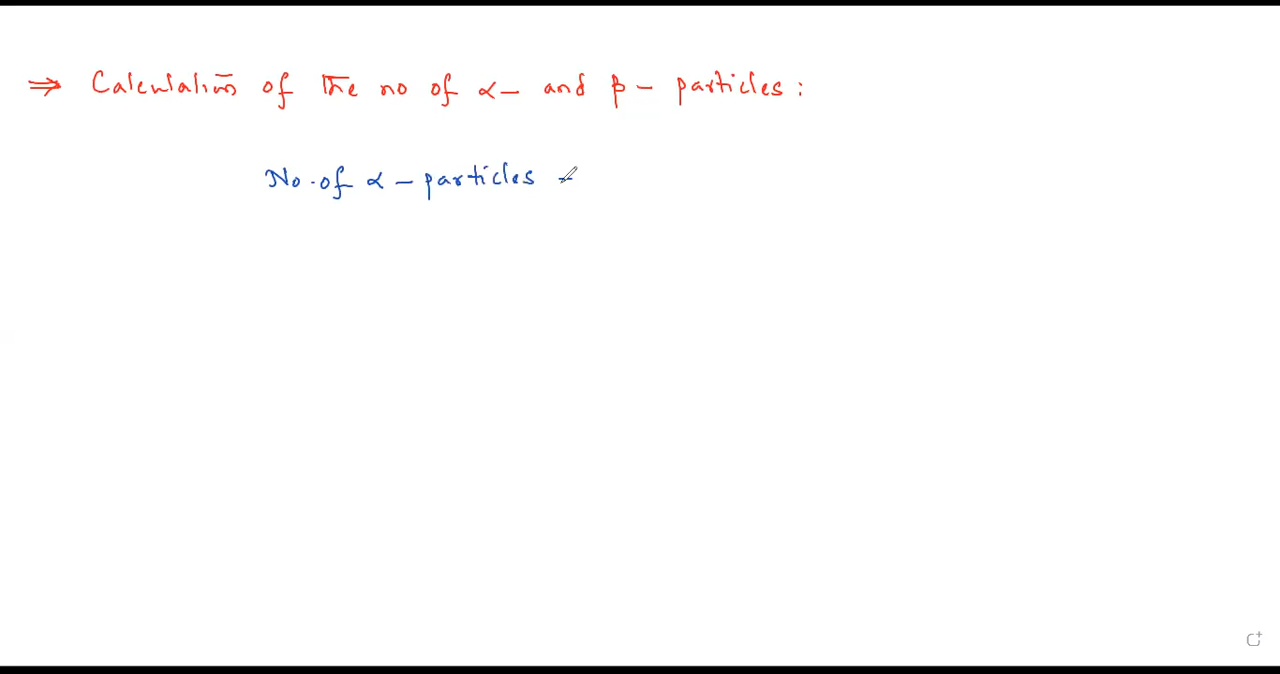 ⇒ Calculation of the no of α- and β- particles:
No. of α- particles =